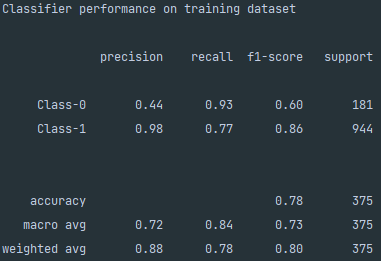 Classifier performance on training dataset
precision recall f1-score support
Class-0 0.44 0.93 0.60 181
Class-1 0.98 0.77 0.86 944
accuracy 0.78 375
macro avg 0.72 0.84 0.73 375
weighted avg 0.88 0.78 0.80 375